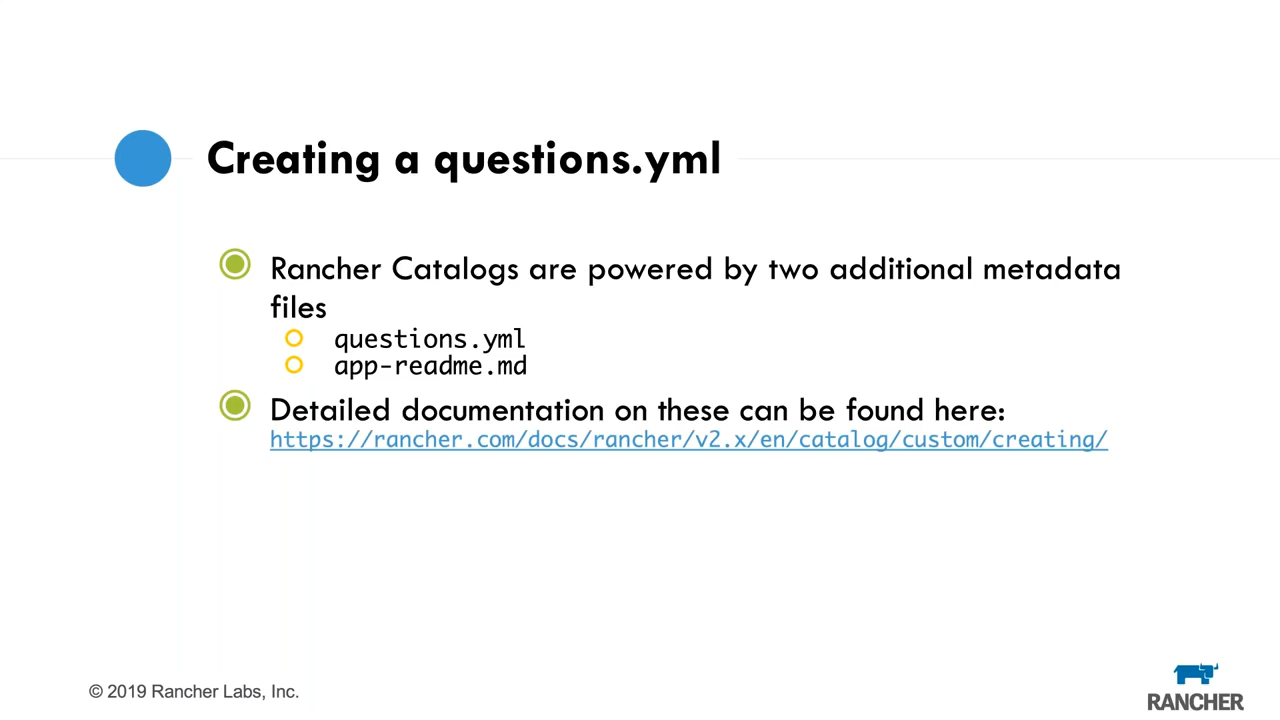 Creating a questions.yml
Rancher Catalogs are powered by two additional metadata
files
questions.yml
app-readme.md
Detailed documentation on these can be found here:
https://rancher.com/docs/rancher/v2.x/en/catalog/custom/creating/
© 2019 Rancher Labs, Inc.
RANCHER